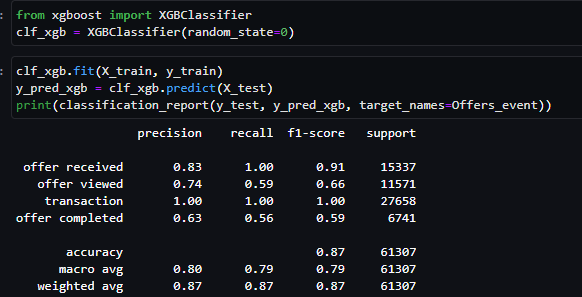 from xgboost import XGBClassifier
clf_xgb = XGBClassifier(random_state=0)
clf_xgb.fit(X_train, y_train)
y_pred_xgb = clf_xgb.predict(X_test)
print(classification_report(y_test, y_pred_xgb, target_names=Offers_event))
precision recall f1-score support
offer received 0.83 1.00 0.91 15337
offer viewed 0.74 0.59 0.66 11571
transaction 1.00 1.00 1.00 27658
offer completed 0.63 0.56 0.59 6741
accuracy 0.87 61307
macro avg 0.80 0.79 0.79 61307
weighted avg 0.87 0.87 0.87 61307